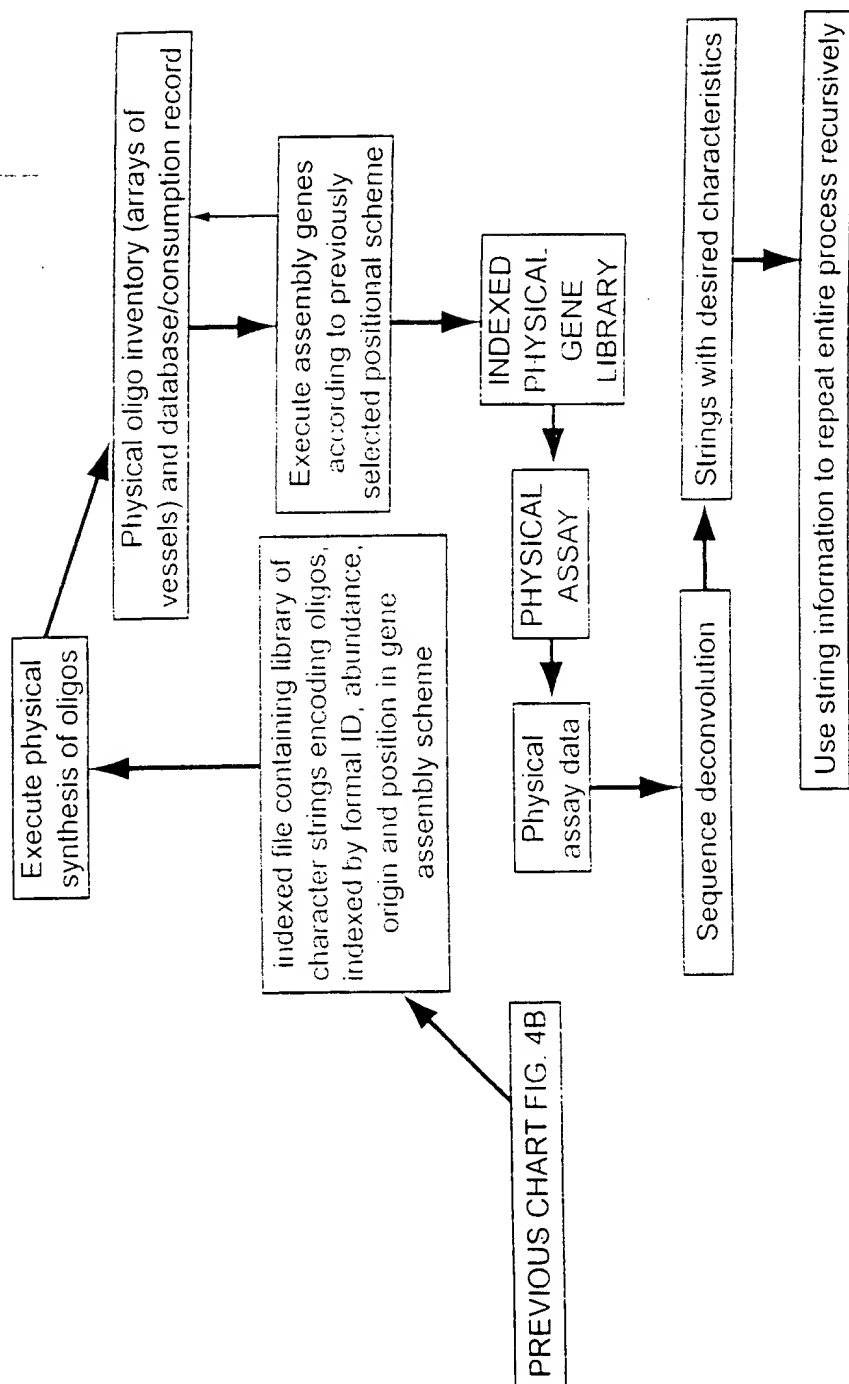 PREVIOUS CHART FIG. 4B
indexed file containing library of
character strings encoding oligos,
indexed by formal ID, abundance,
origin and position in gene
assembly scheme
Execute physical
synthesis of oligos
Physical oligo inventory (arrays of
vessels) and database/consumption record
Execute assembly genes
according to previously
selected positional scheme
INDEXED
PHYSICAL
GENE
LIBRARY
PHYSICAL
ASSAY
Physical
assay data
Sequence deconvolution
Strings with desired characteristics
Use string information to repeat entire process recursively